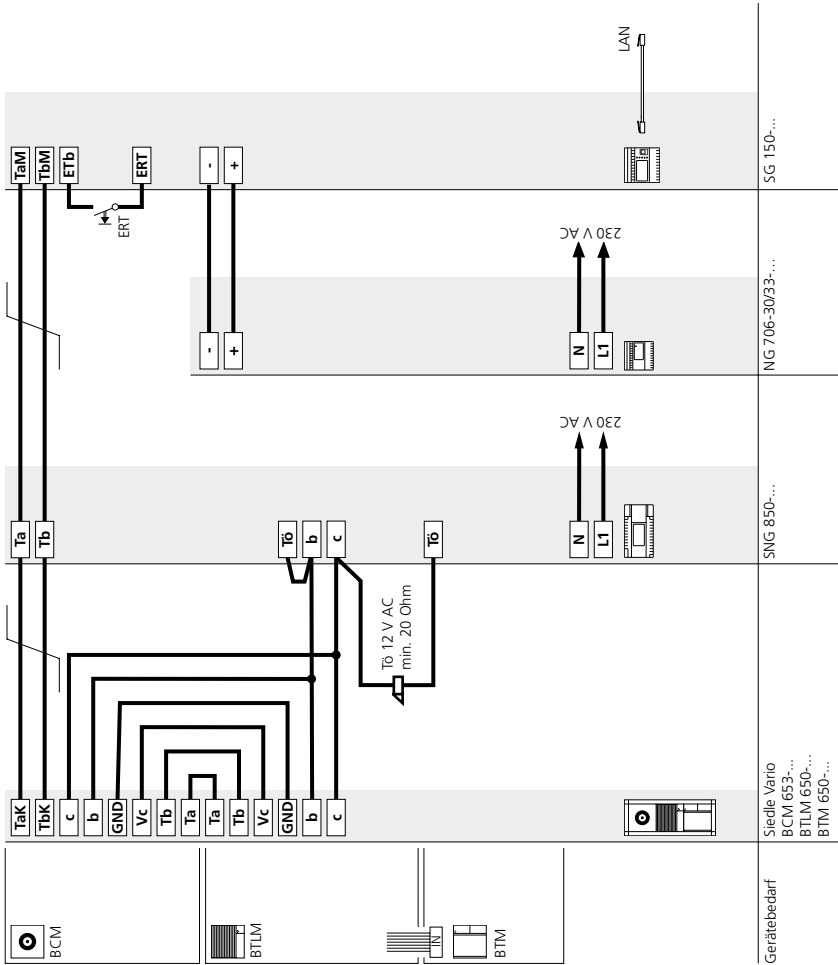 Gerätebedarf
IN
BTM
BTLM
BCM
Siedle Vario
BCM 653-...
BTLM 650-...
BTM 650-...
c
b
GND
Vc
Tb
Ta
Ta
Tb
Vc
GND
b
c
TbK
TaK
Tö 12 V AC
min. 20 Ohm
SNG 850-...
L1
N
230 V AC
Tö
c
b
Tö
Tb
Ta
NG 706-30/33-...
L1
N
230 V AC
+
-
SG 150-...
LAN
+
-
ERT
ERT
ETb
TbM
TaM